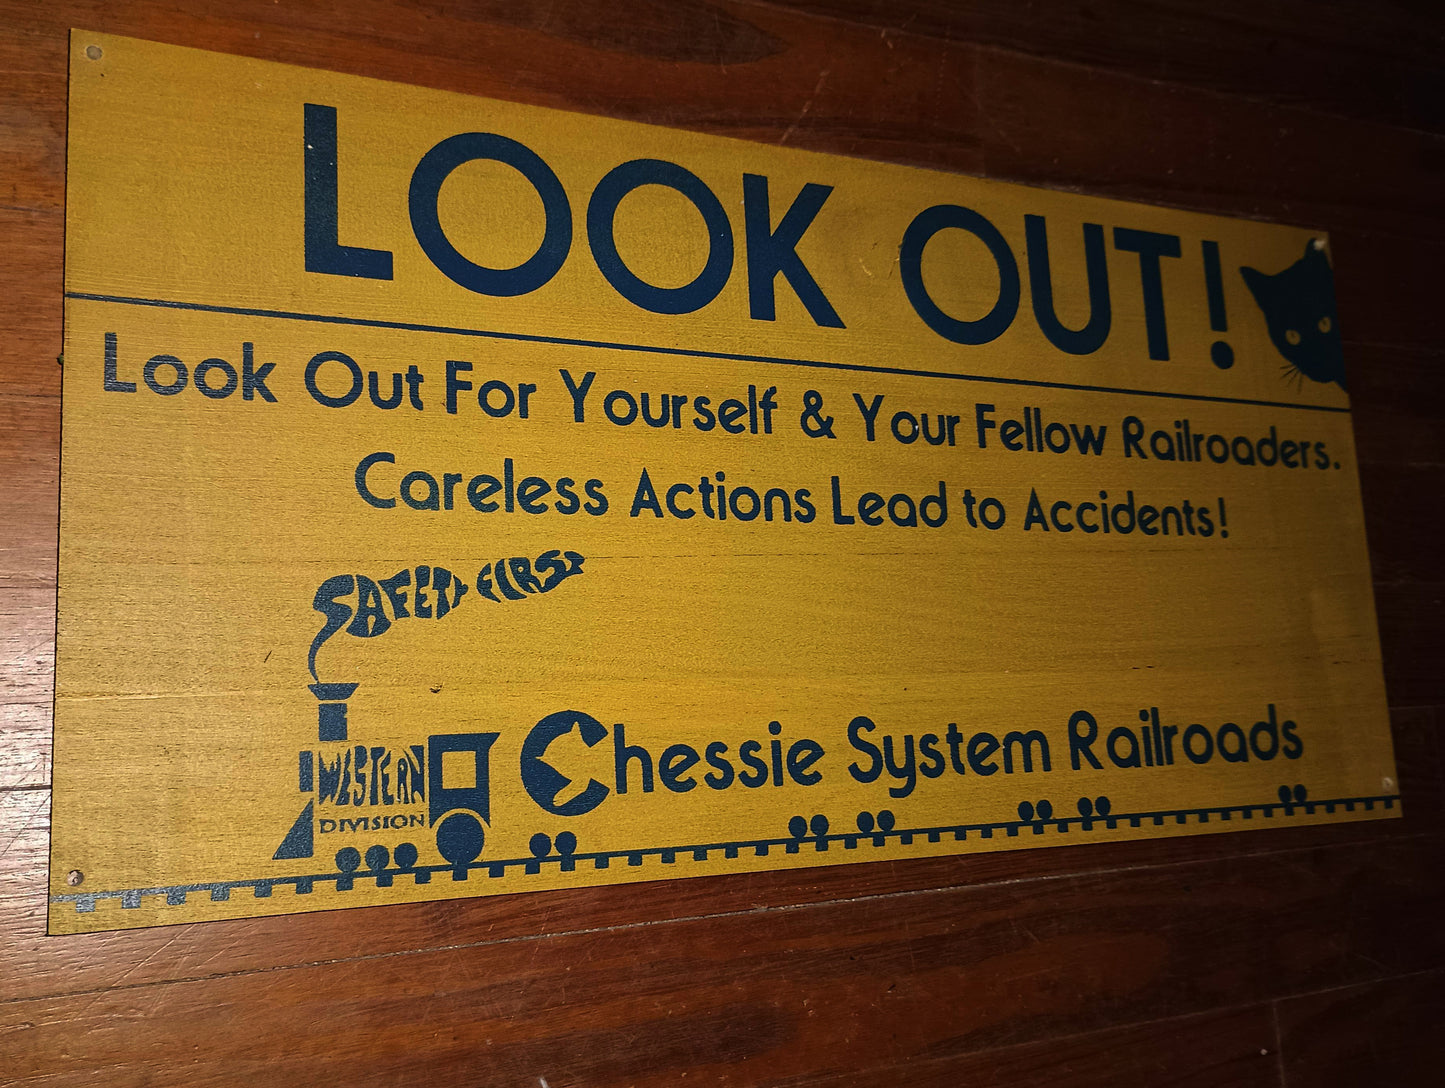 LOOK OUT!
Look Out For Yourself & Your Fellow Railroaders.
Careless Actions Lead to Accidents!
SAFETY FIRST
WESTERN
DIVISION
Chessie System Railroads